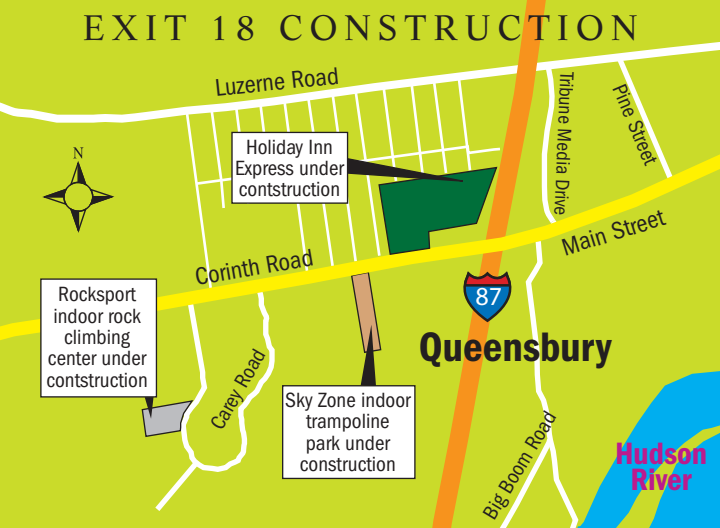 EXIT 18 CONSTRUCTION
Luzerne Road
Tribune Media Drive
Pine Street
Holiday Inn
Express under
contstruction
N
Main Street
Corinth Road
Rocksport
indoor rock
climbing
center under
contstruction
87
Queensbury
Carey Road
Sky Zone indoor
trampoline
park under
construction
Big Boom Road
Hudson
River